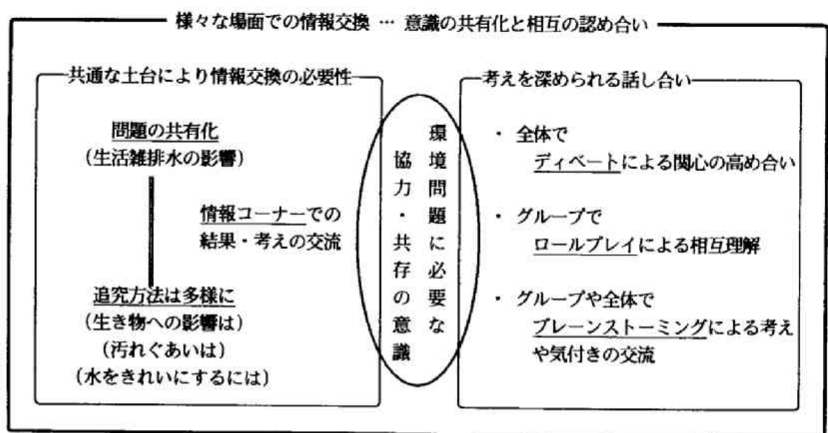 様々な場面での情報交換 … 意識の共有化と相互の認め合い
共通な土台により情報交換の必要性
問題の共有化
(生活雑排水の影響)
情報コーナーでの
結果・考えの交流
追究方法は多様に
(生き物への影響は)
(汚れぐあいは)
(水をきれいにするには)
環境問題に必要な
協力・共存の意識
考えを深められる話し合い
・ 全体で
ディベートによる関心の高め合い
・ グループで
ロールプレイによる相互理解
・ グループや全体で
ブレーンストーミングによる考え
や気付きの交流